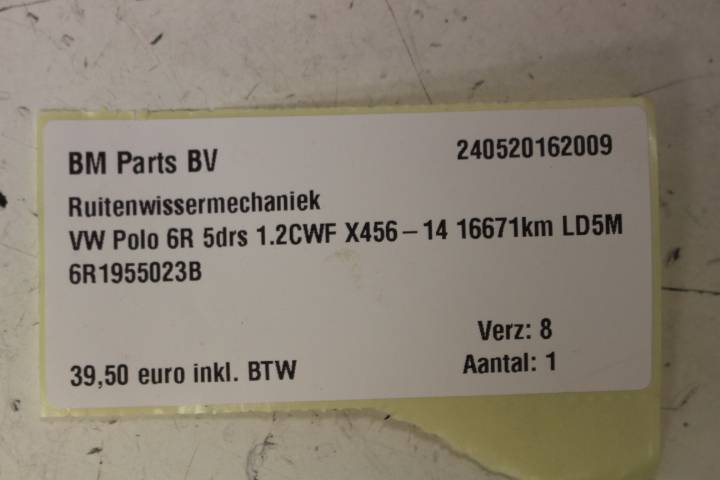 BM Parts BV
240520162009
Ruitenwissermechaniek
VW Polo 6R 5drs 1.2CWF X456-14 16671km LD5M
6R1955023B
Verz: 8
39,50 euro inkl. BTW
Aantal: 1